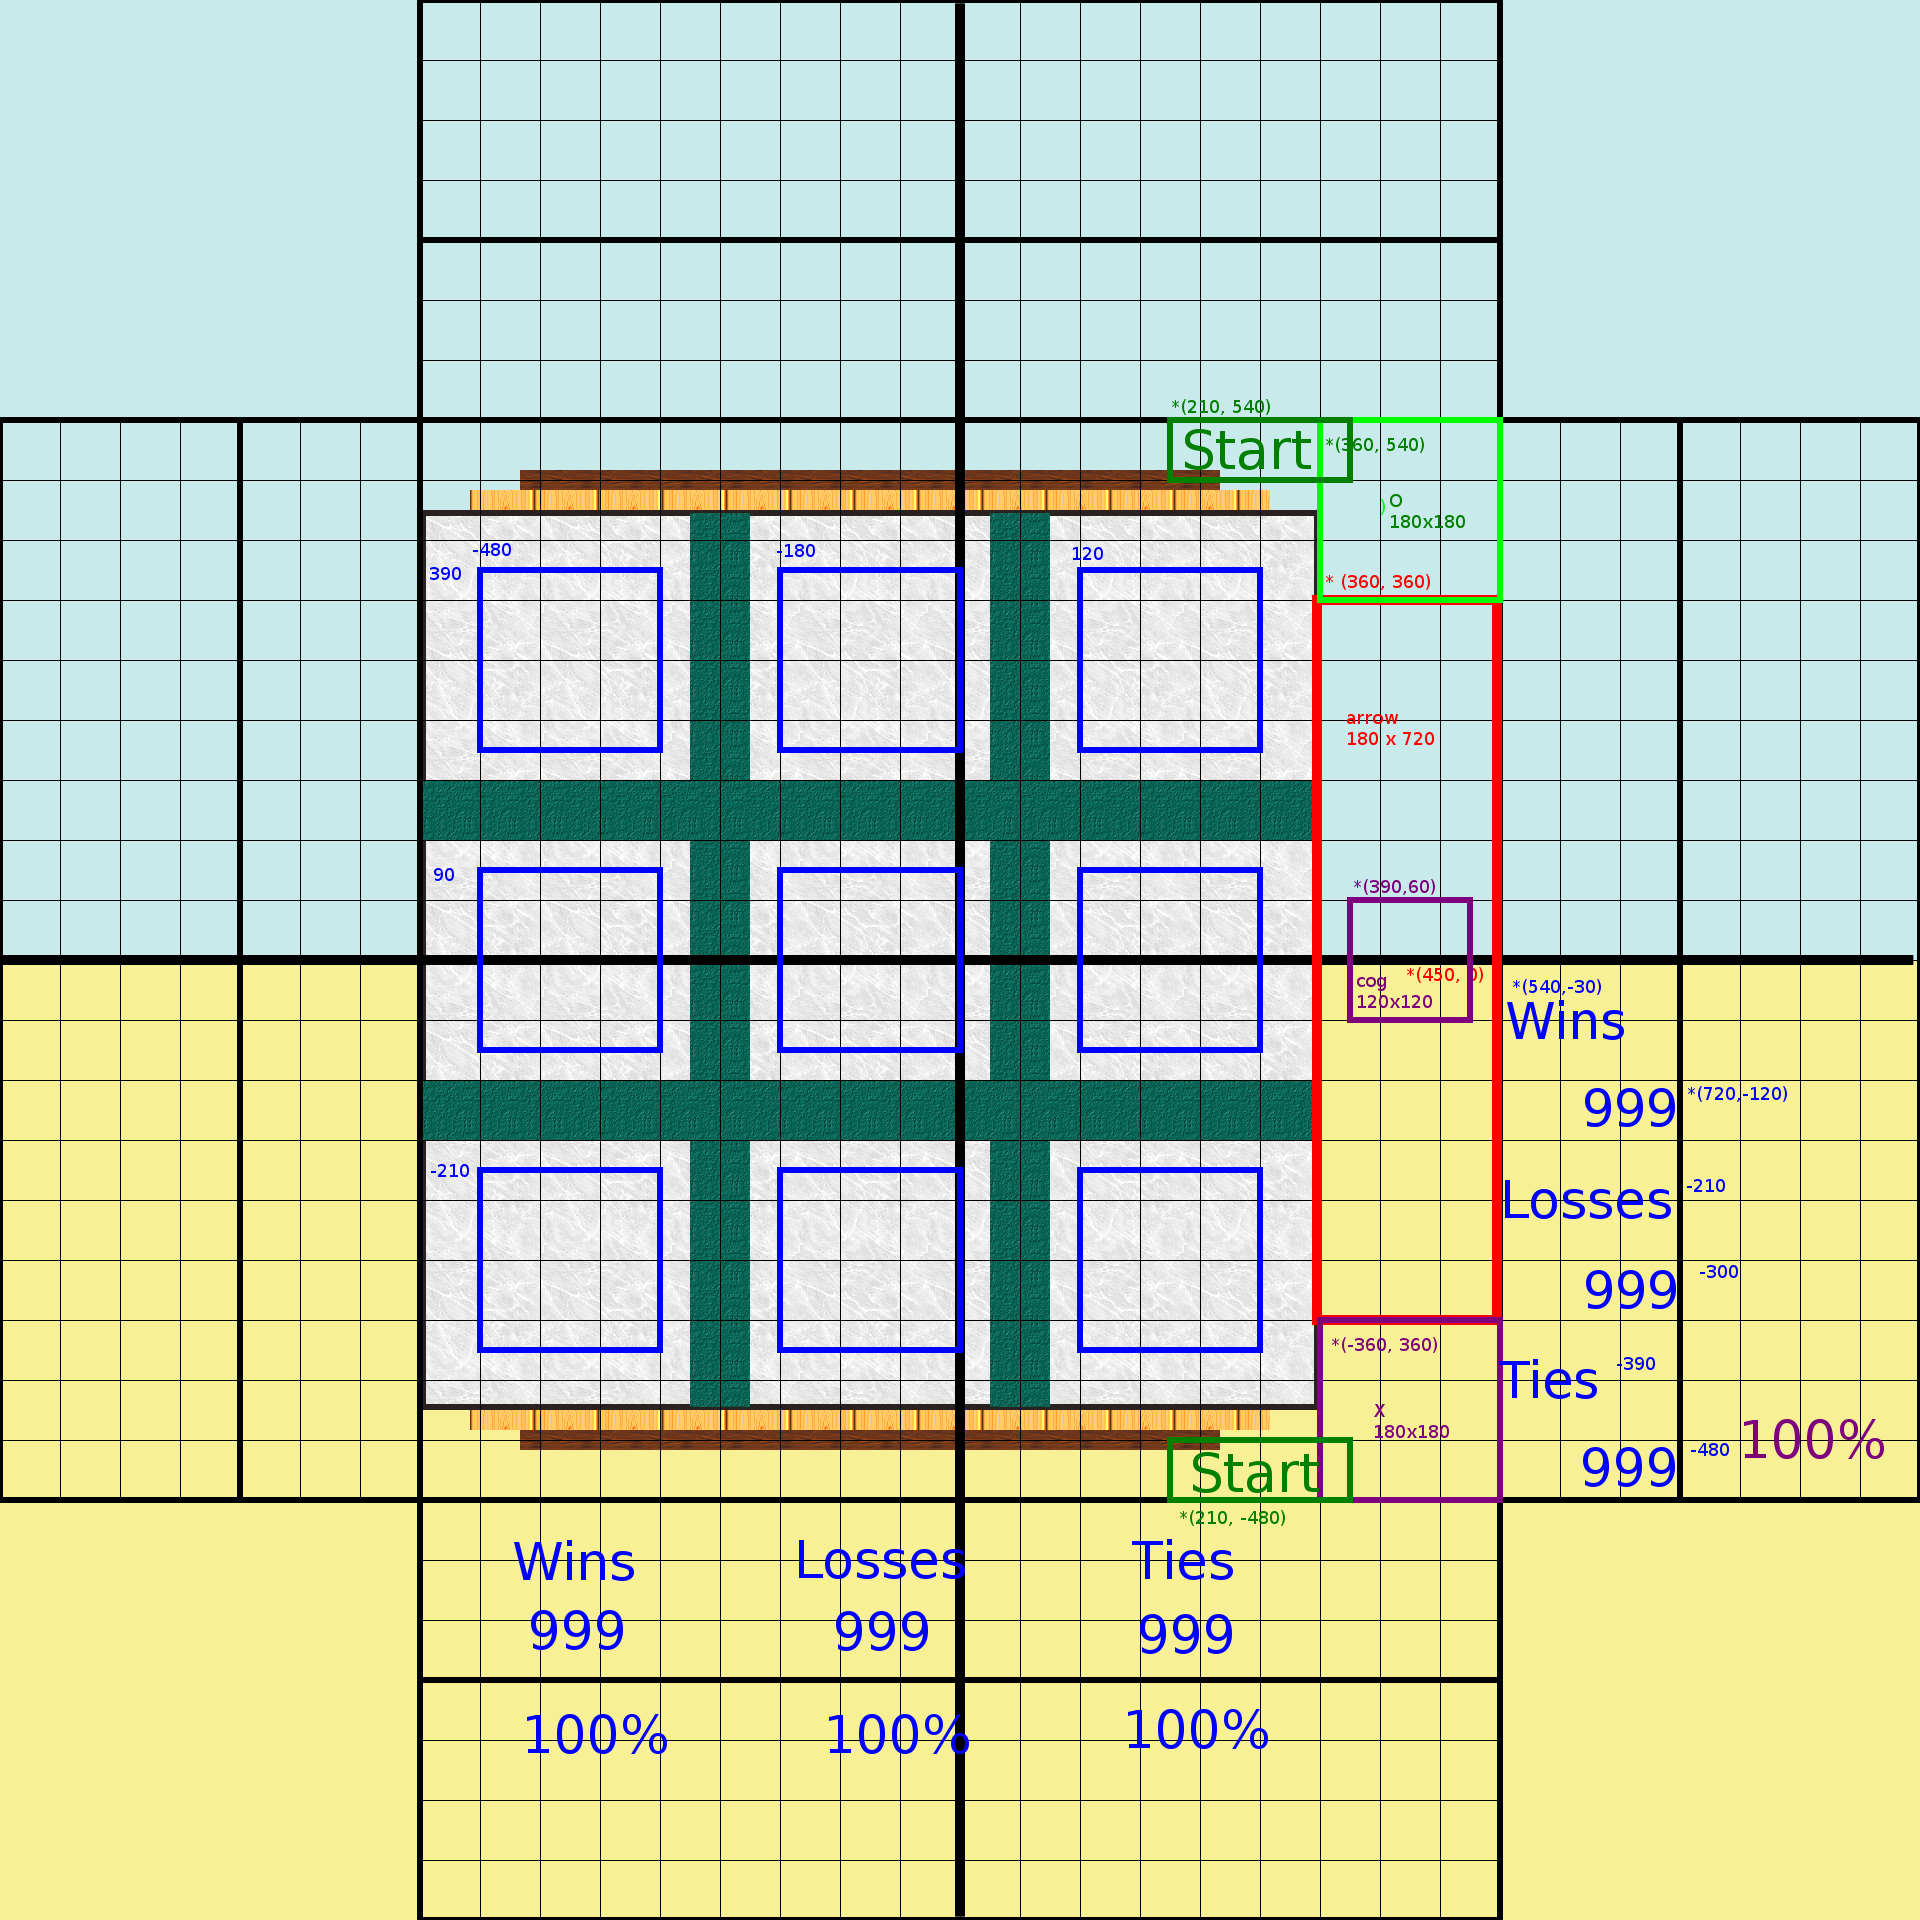 *(210, 540)
Start
*(360, 540)
O
180x180
-480
-180
120
390
* (360, 360)
arrow
180 x 720
90
*(390,60)
*(450, 0)
cog
120x120
*(540,-30)
Wins
999
*(720,-120)
-210
Losses
-210
999
-300
*(-360, 360)
Ties
-390
X
180x180
100%
999
-480
Start
*(210, -480)
Wins
Losses
Ties
999
999
999
100%
100%
100%